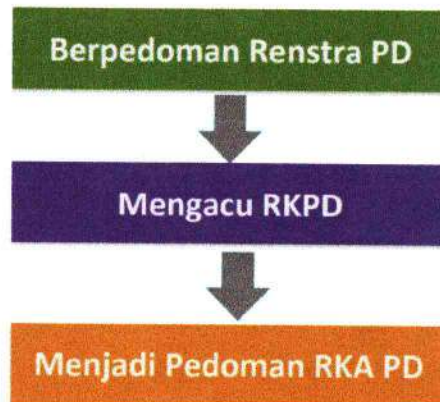 Berpedoman Renstra PD
Mengacu RKPD
Menjadi Pedoman RKA PD